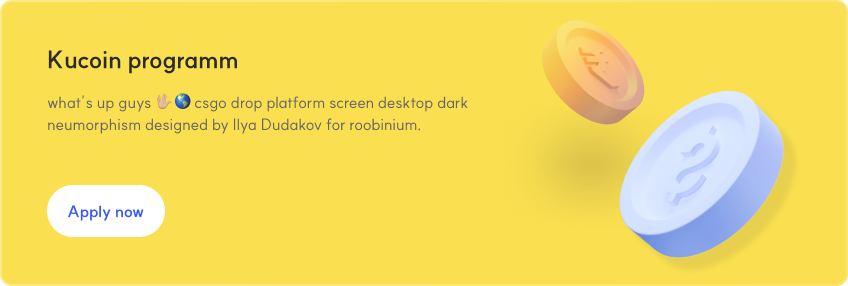 Kucoin programm
what's up guys 🖖🏼🌎 csgo drop platform screen desktop dark
neumorphism designed by Ilya Dudakov for roobinium.
Apply now